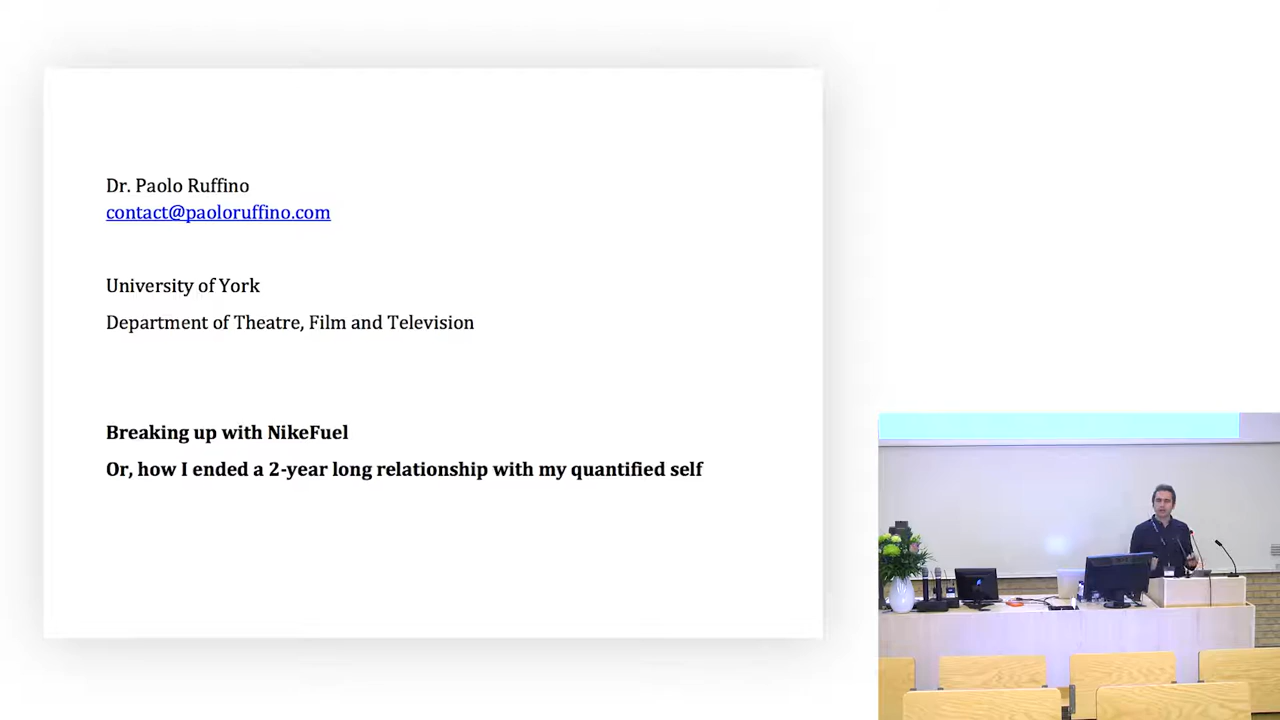 Dr. Paolo Ruffino
contact@paoloruffino.com
University of York
Department of Theatre, Film and Television
Breaking up with NikeFuel
Or, how I ended a 2-year long relationship with my quantified self